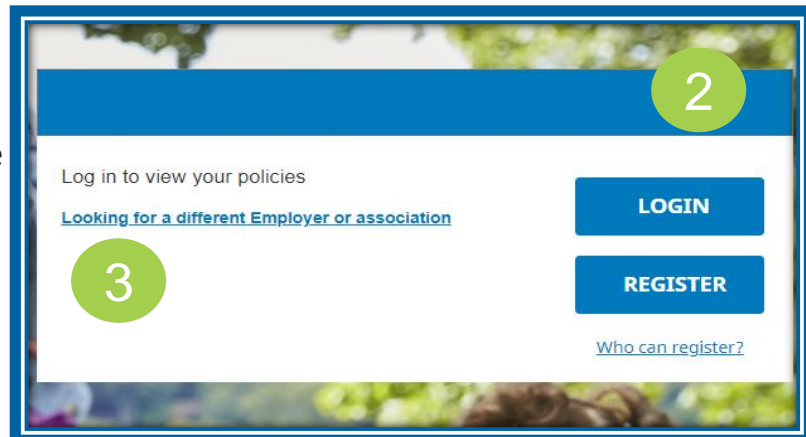 2
Log in to view your policies
Looking for a different Employer or association
LOGIN
3
REGISTER
Who can register?